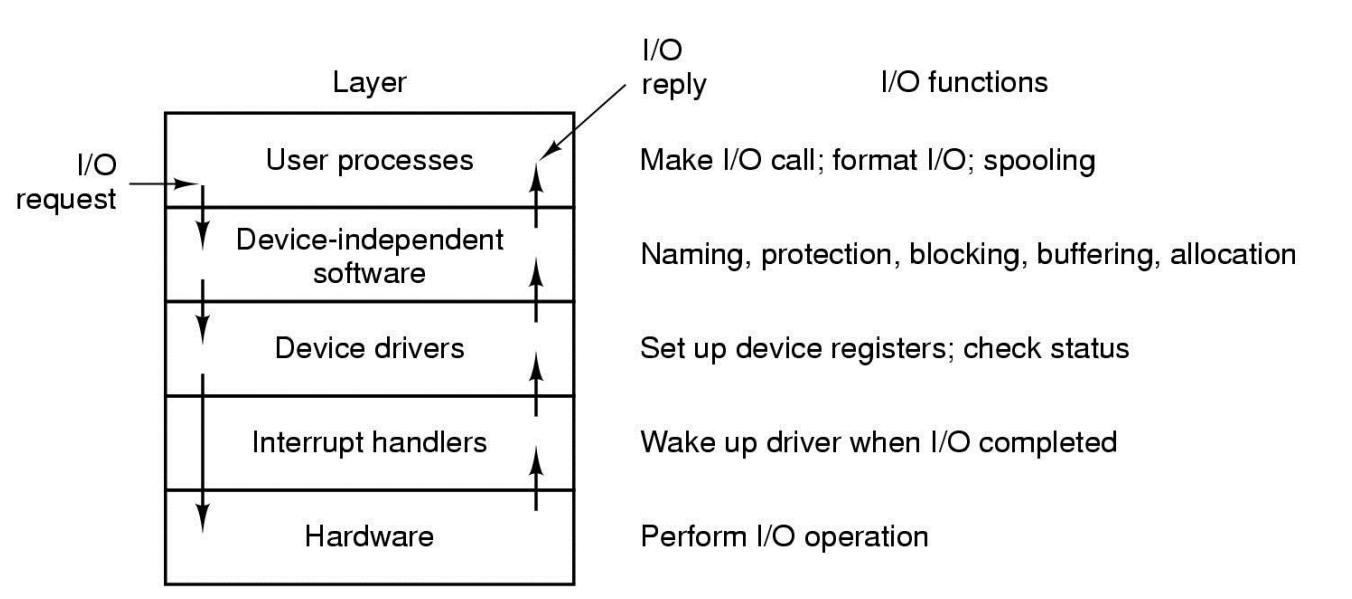 I/O
reply
Layer
I/O functions
I/O
request
User processes
Make I/O call; format I/O; spooling
Device-independent
software
Naming, protection, blocking, buffering, allocation
Device drivers
Set up device registers; check status
Interrupt handlers
Wake up driver when I/O completed
Hardware
Perform I/O operation